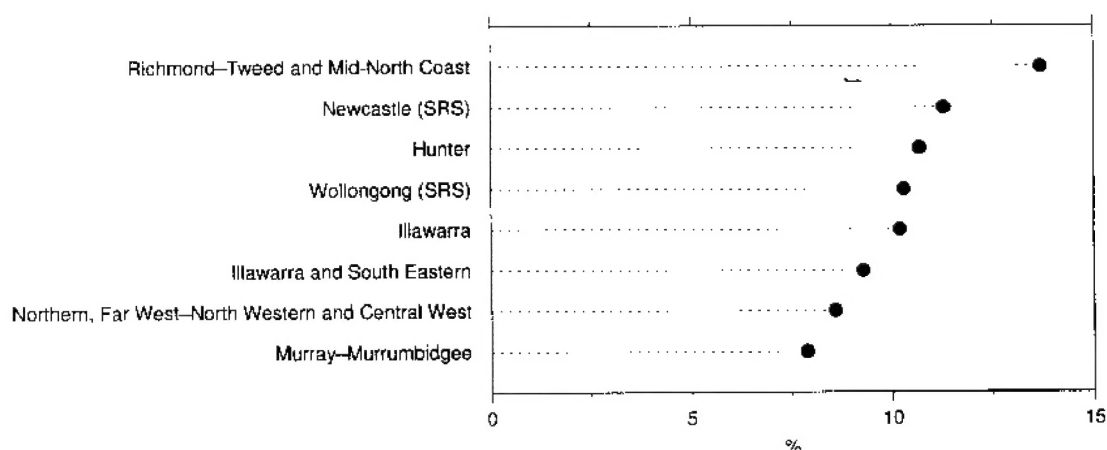 Richmond–Tweed and Mid-North Coast
Newcastle (SRS)
Hunter
Wollongong (SRS)
Illawarra
Illawarra and South Eastern
Northern, Far West–North Western and Central West
Murray–Murrumbidgee
0 5 10 15
%